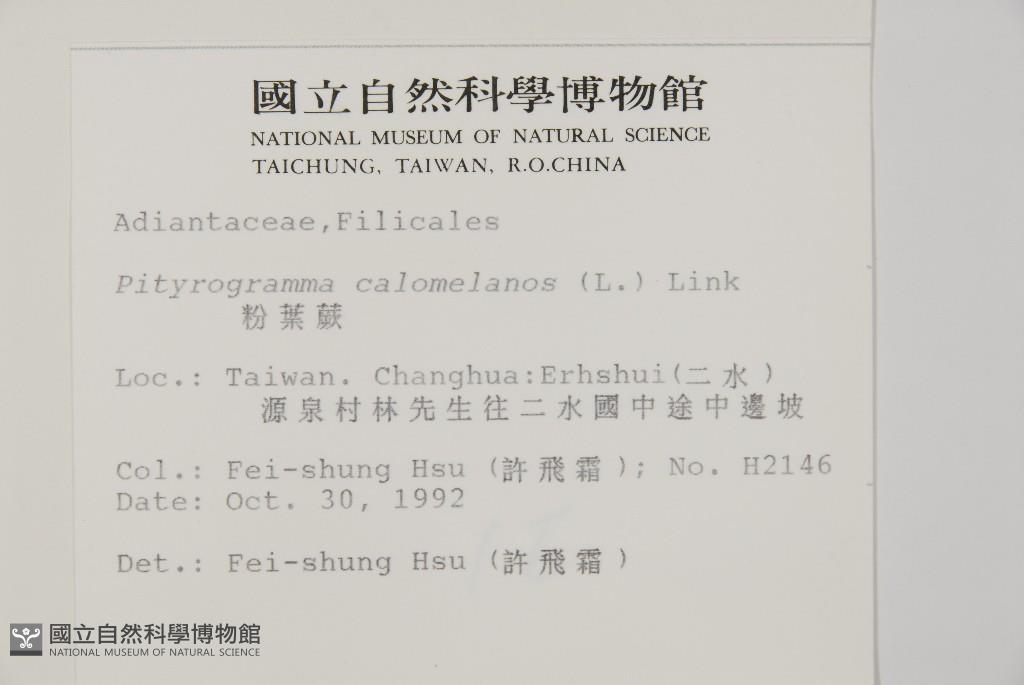 國立自然科學博物館
NATIONAL MUSEUM OF NATURAL SCIENCE
TAICHUNG, TAIWAN, R.O.CHINA
Adiantaceae,Filicales
Pityrogramma calomelanos (L.) Link
粉葉蕨
Loc.: Taiwan. Changhua:Erhshui(二水)
源泉村林先生往二水國中途中邊坡
Col.: Fei-shung Hsu (許飛霜); No. H2146
Date: Oct. 30, 1992
Det.: Fei-shung Hsu (許飛霜)
國立自然科學博物館
NATIONAL MUSEUM OF NATURAL SCIENCE